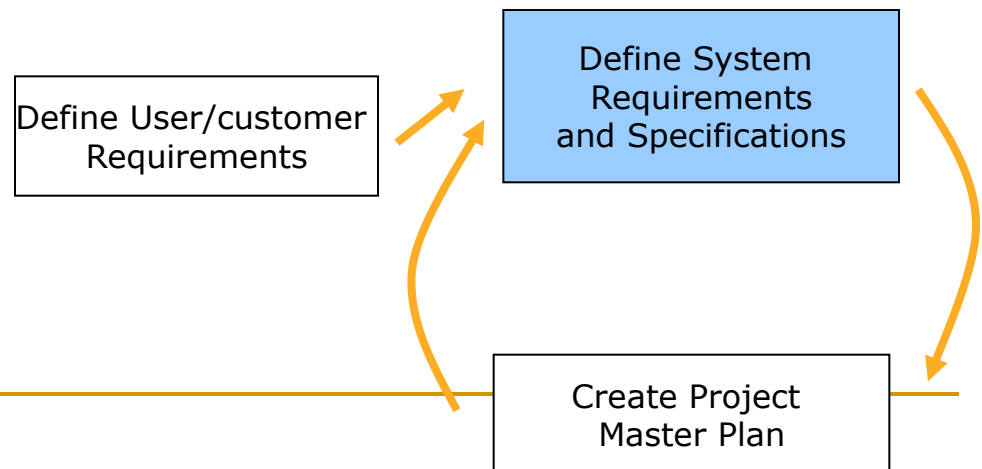 Define User/customer
Requirements
Define System
Requirements
and Specifications
Create Project
Master Plan